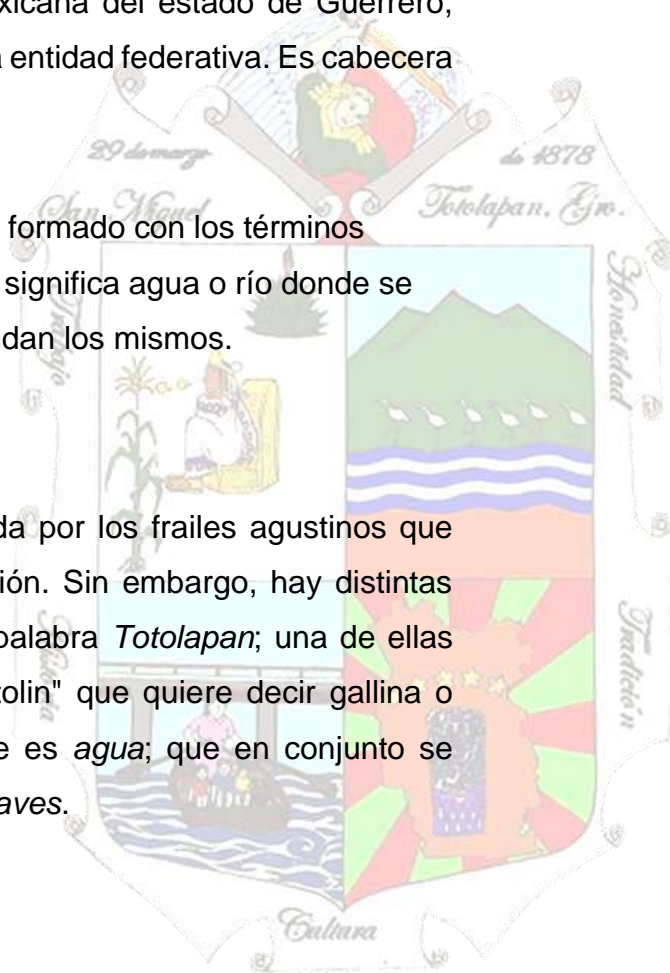 xicana del estado de Guerrero,
a entidad federativa. Es cabecera
29 de marzo
de 1878
San Miguel
Totolapan, Gro.
formado con los términos
significa agua o río donde se
dan los mismos.
Trabajo
Honestidad
da por los frailes agustinos que
ión. Sin embargo, hay distintas
palabra Totolapan; una de ellas
tolin" que quiere decir gallina o
e es agua; que en conjunto se
aves.
Tradición
Cultura